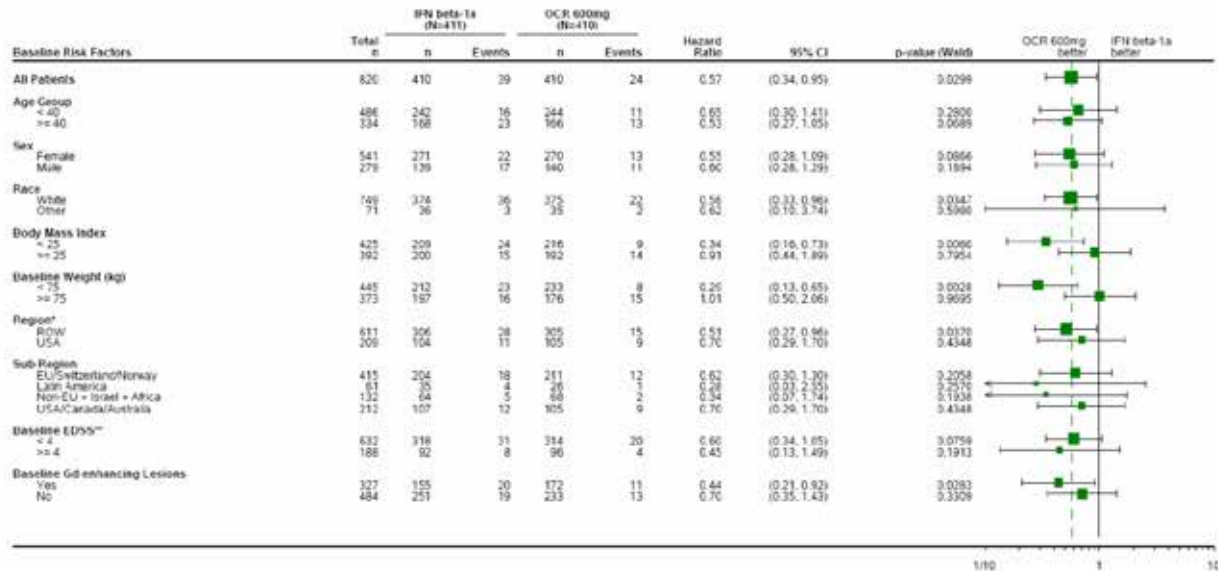 IFN beta-1a OCR 600mg
(N=411) (N=410)
Total Hazard OCR 600mg IFN beta-1a
Baseline Risk Factors n n Events n Events Ratio 95% CI p-value (Wald) better better
All Patients 820 410 39 410 24 0.57 (0.34, 0.95) 0.0299
Age Group
< 40 486 242 16 244 11 0.65 (0.30, 1.41)
>= 40 334 168 23 166 13 0.53 (0.27, 1.05) 0.0689
Sex
Female 541 271 22 270 13 0.55 (0.28, 1.09) 0.0866
Male 279 139 17 140 11 0.60 (0.28, 1.29) 0.1894
Race
White 749 374 36 375 22 0.56 (0.33, 0.96) 0.0347
Other 71 36 3 35 2 0.62 (0.10, 3.74)
Body Mass Index
< 25 425 209 24 216 9 0.34 (0.16, 0.73)
>= 25 392 200 15 192 14 0.91 (0.44, 1.89) 0.7954
Baseline Weight (kg)
< 75 445 212 23 233 8 (0.13, 0.65) 0.0028
>= 75 373 197 16 176 15 1.01 (0.50, 2.06) 0.9695
Region*
ROW 611 306 28 305 15 0.51 (0.27, 0.96) 0.0370
USA 209 104 11 105 9 0.70 (0.29, 1.70) 0.4348
Sub-Region
EU/Switzerland/Norway 415 204 18 211 12 0.62 (0.30, 1.30) 0.2058
Latin America 61 35 4 26 1 0.28 (0.03, 2.55)
Non-EU + Israel + Africa 132 64 5 68 2 0.34 (0.07, 1.74)
USA/Canada/Australia 212 107 12 105 9 0.70 (0.29, 1.70) 0.4348
Baseline EDSS**
< 4 632 318 31 314 20 0.60 (0.34, 1.05) 0.0759
>= 4 188 92 8 96 4 0.45 (0.13, 1.49) 0.1913
Baseline Gd-enhancing Lesions
Yes 327 155 20 172 11 0.44 (0.21, 0.92) 0.0283
No 484 251 19 233 13 0.70 (0.35, 1.43) 0.3309
1/10 1 10